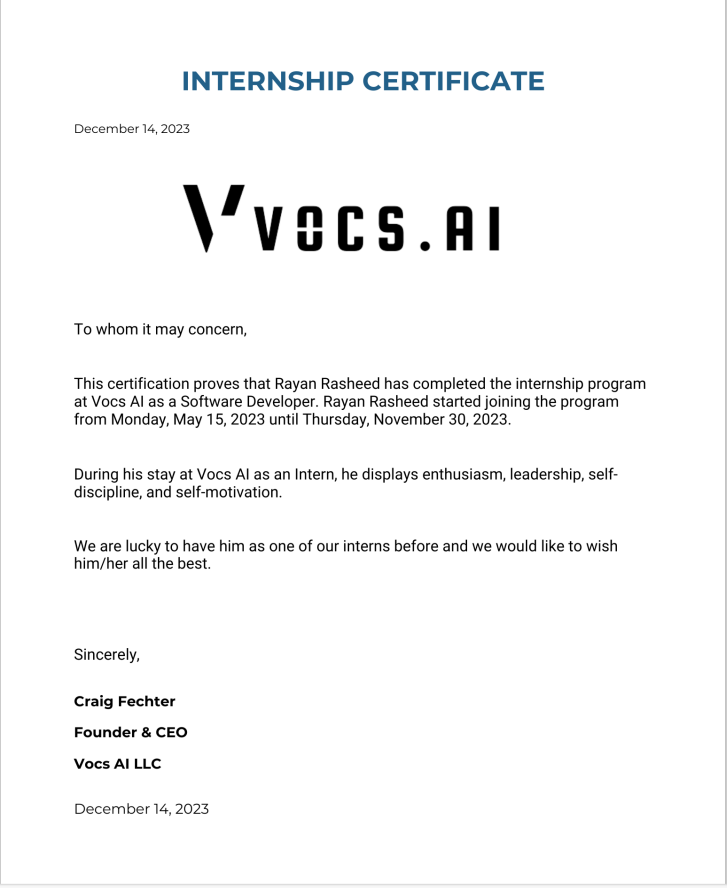 INTERNSHIP CERTIFICATE
December 14, 2023
VOCS.AI
To whom it may concern,
This certification proves that Rayan Rasheed has completed the internship program
at Vocs AI as a Software Developer. Rayan Rasheed started joining the program
from Monday, May 15, 2023 until Thursday, November 30, 2023.
During his stay at Vocs AI as an Intern, he displays enthusiasm, leadership, self-
discipline, and self-motivation.
We are lucky to have him as one of our interns before and we would like to wish
him/her all the best.
Sincerely,
Craig Fechter
Founder & CEO
Vocs AI LLC
December 14, 2023